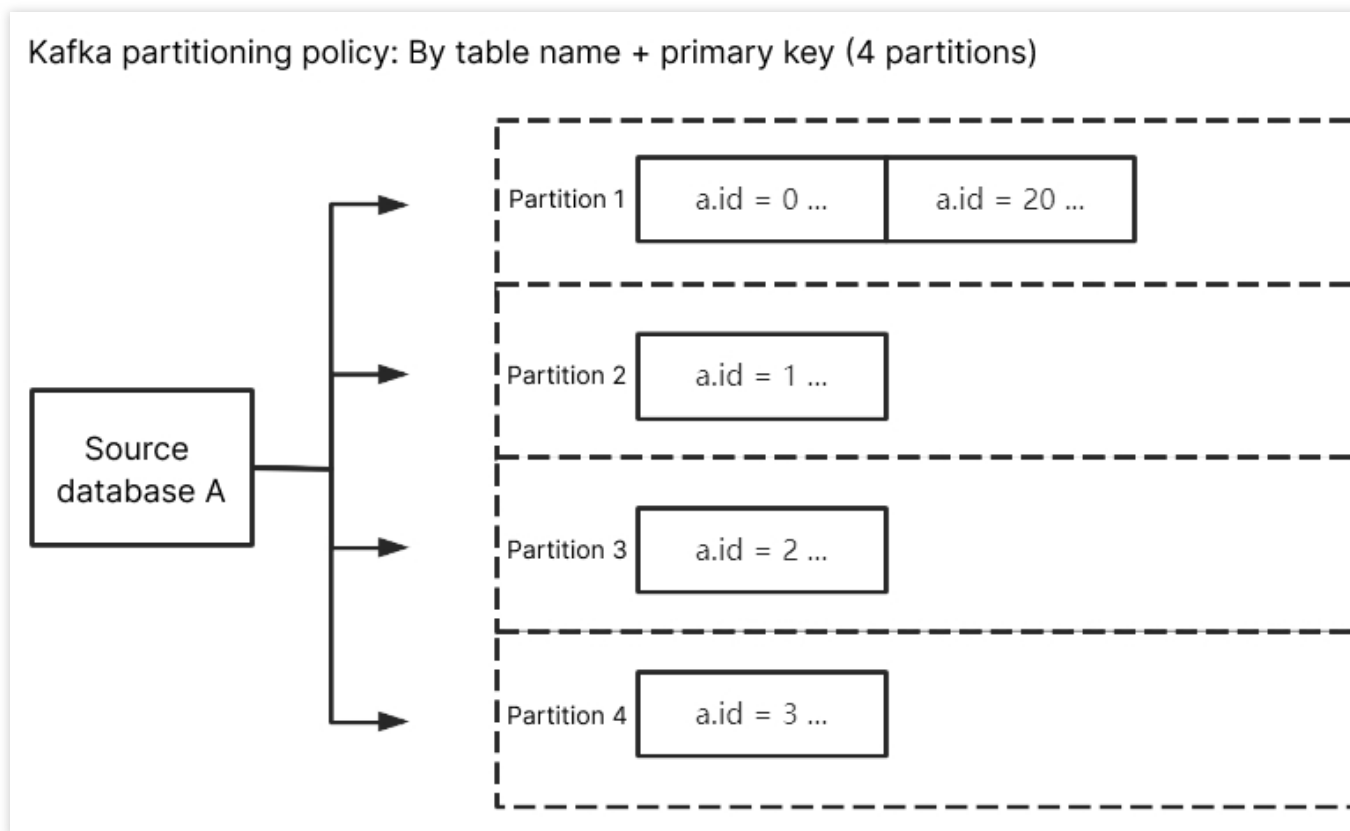 Kafka partitioning policy: By table name + primary key (4 partitions)
Partition 1
a.id = 0 ...
a.id = 20 ...
Partition 2
a.id = 1 ...
Source
database A
Partition 3
a.id = 2 ...
Partition 4
a.id = 3 ...